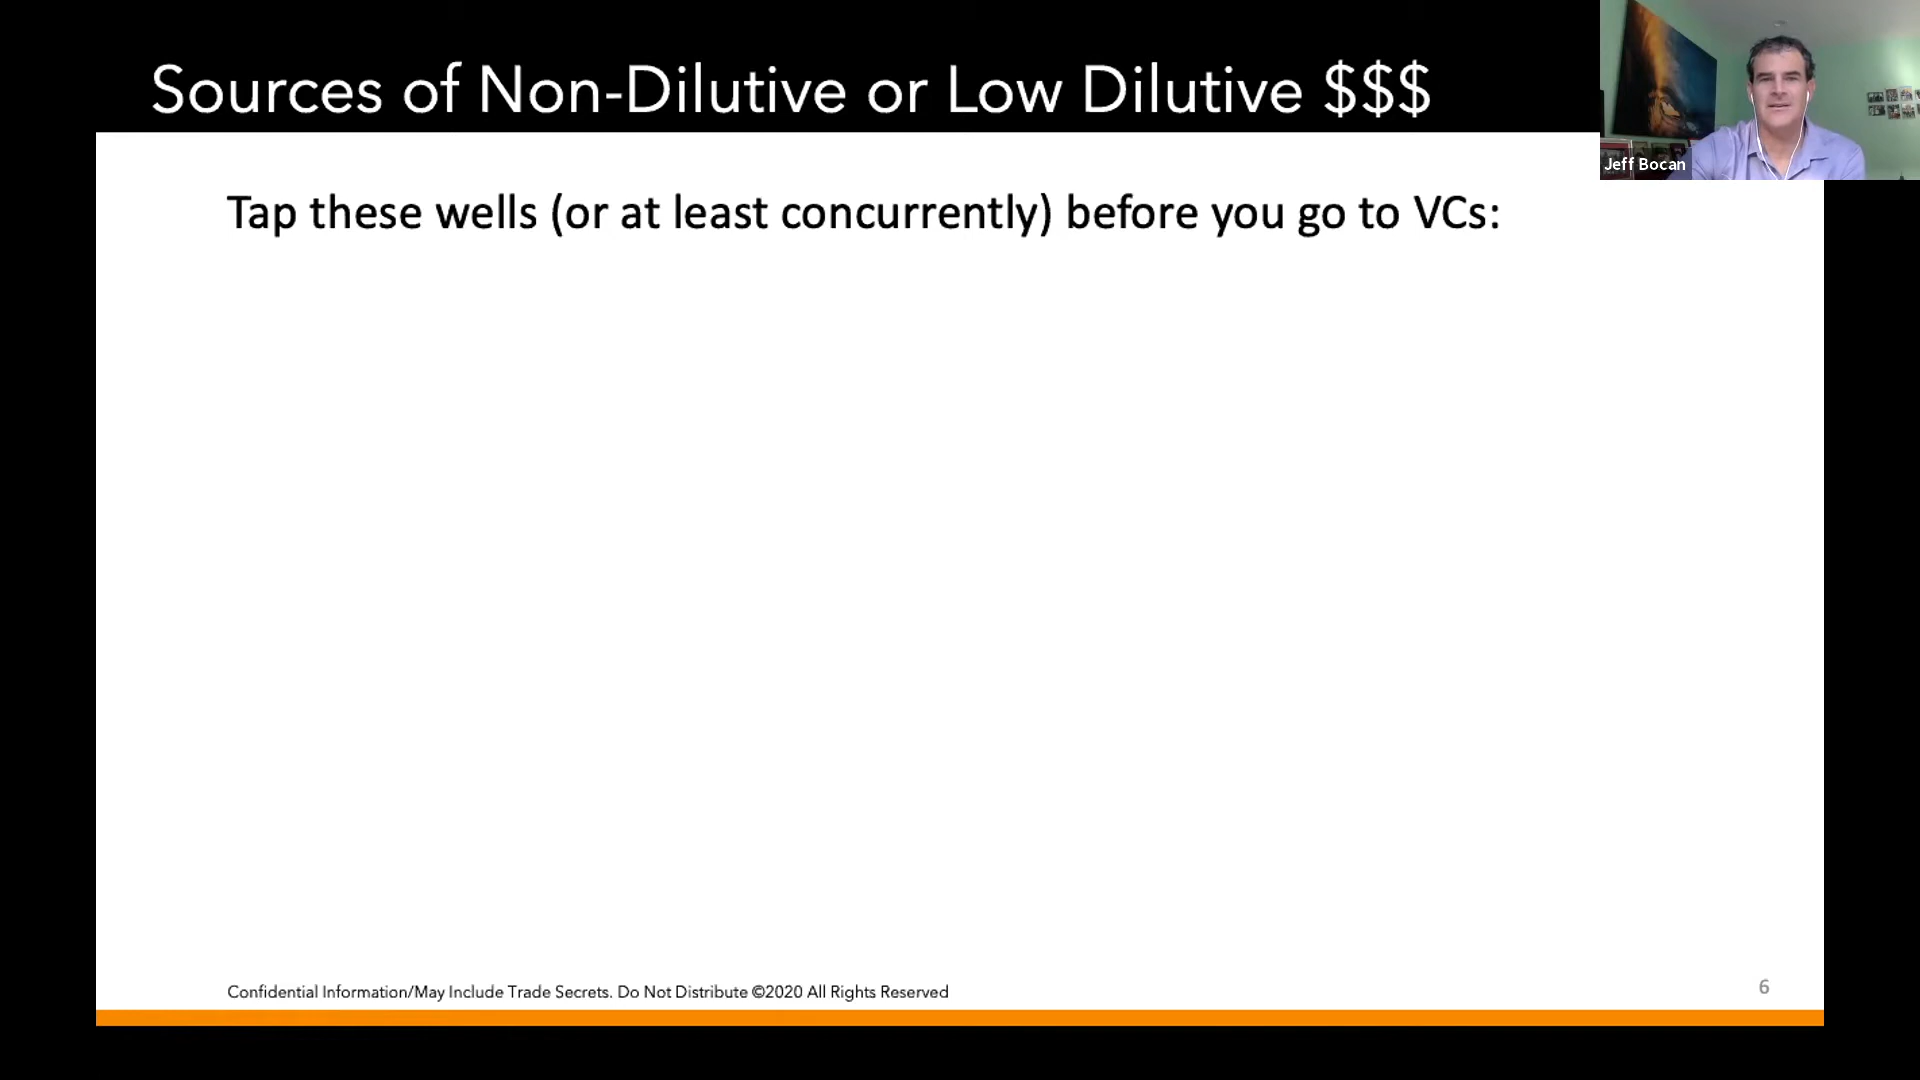 Sources of Non-Dilutive or Low Dilutive $$$
Jeff Bocan
Tap these wells (or at least concurrently) before you go to VCs:
Confidential Information/May Include Trade Secrets. Do Not Distribute ©2020 All Rights Reserved
6